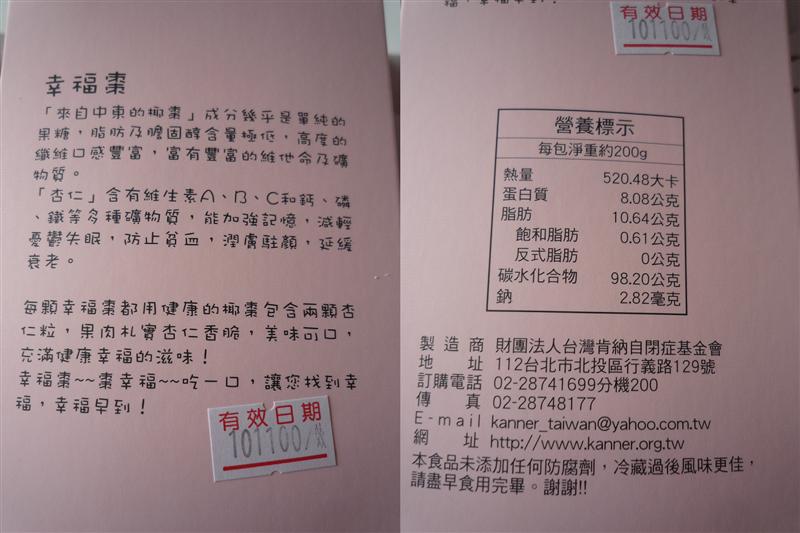 幸福棗
「來自中東的椰棗」成分幾乎是單純的
果糖，脂肪及膽固醇含量極低，高度的
纖維口感豐富，富有豐富的維他命及礦
物質。
「杏仁」含有維生素A、B、C和鈣、磷
、鐵等多種礦物質，能加強記憶，減輕
憂鬱失眠，防止貧血，潤膚駐顏，延緩
衰老。
每顆幸福棗都用健康的椰棗包含兩顆杏
仁粒，果肉札實杏仁香脆，美味可口，
充滿健康幸福的滋味！
幸福棗~~棗幸福~~吃一口，讓您找到幸
福，幸福早到！
有效日期
101100/
福，幸福早到！
有效日期
101100/
營養標示
每包淨重約200g
熱量 520.48大卡
蛋白質 8.08公克
脂肪 10.64公克
飽和脂肪 0.61公克
反式脂肪 0公克
碳水化合物 98.20公克
鈉 2.82毫克
製造商 財團法人台灣肯納自閉症基金會
地址 112台北市北投區行義路129號
訂購電話 02-28741699分機200
傳真 02-28748177
E-mail kanner_taiwan@yahoo.com.tw
網址 http://www.kanner.org.tw
本食品未添加任何防腐劑，冷藏過後風味更佳，
請盡早食用完畢。謝謝!!